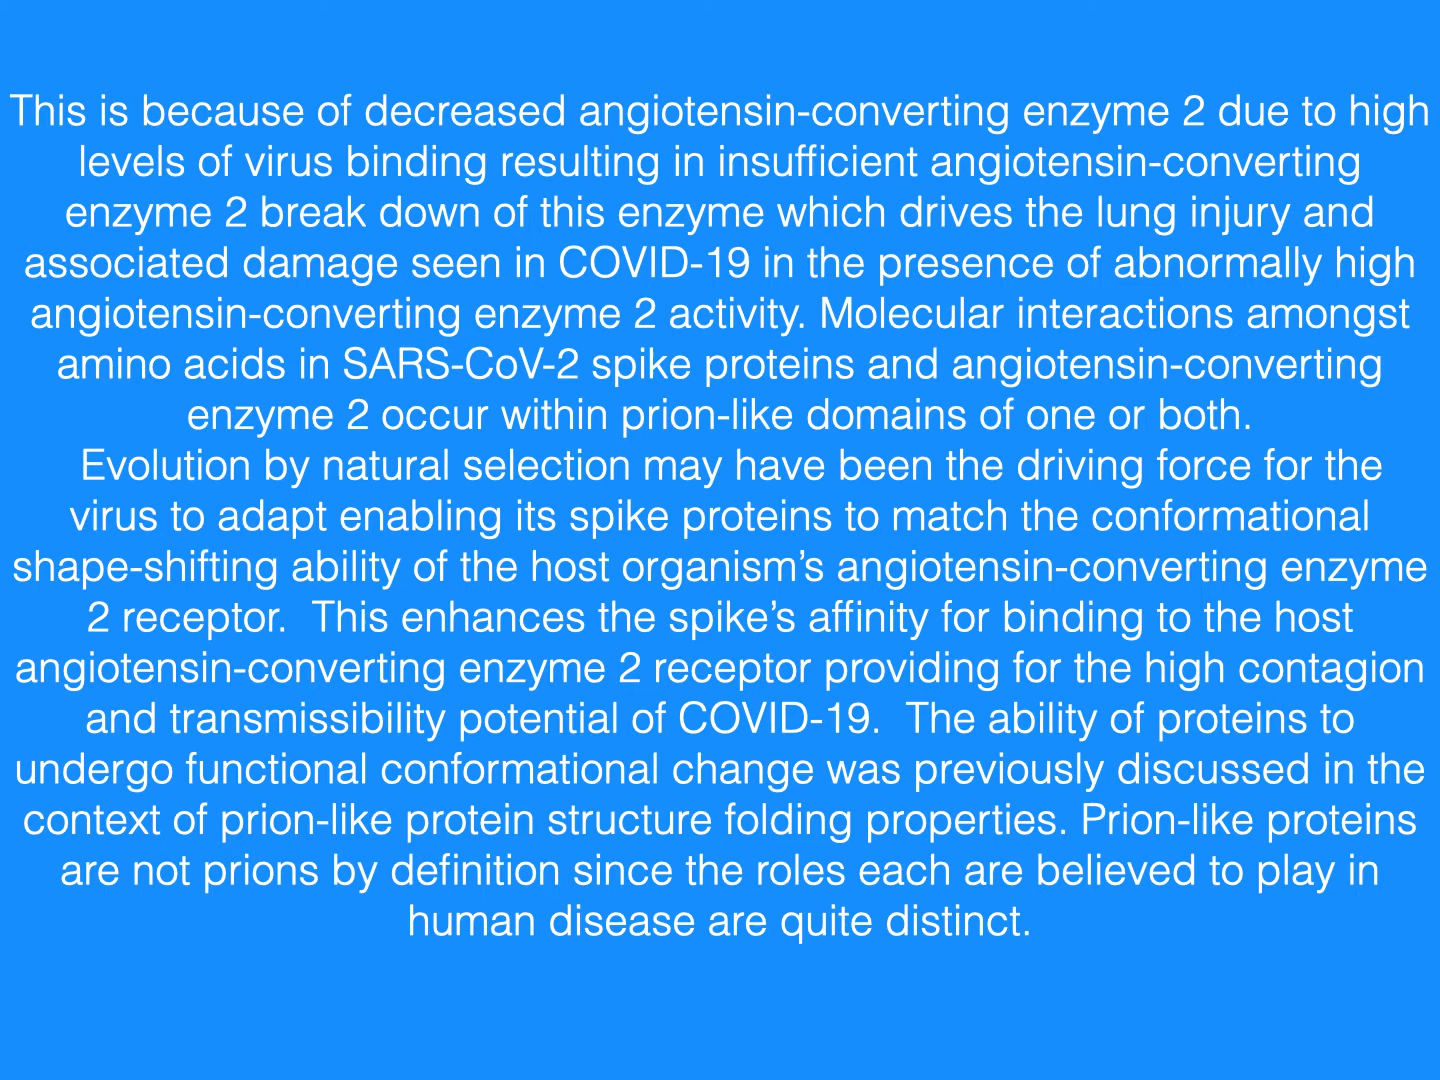 This is because of decreased angiotensin-converting enzyme 2 due to high
levels of virus binding resulting in insufficient angiotensin-converting
enzyme 2 break down of this enzyme which drives the lung injury and
associated damage seen in COVID-19 in the presence of abnormally high
angiotensin-converting enzyme 2 activity. Molecular interactions amongst
amino acids in SARS-CoV-2 spike proteins and angiotensin-converting
enzyme 2 occur within prion-like domains of one or both.
Evolution by natural selection may have been the driving force for the
virus to adapt enabling its spike proteins to match the conformational
shape-shifting ability of the host organism’s angiotensin-converting enzyme
2 receptor.  This enhances the spike’s affinity for binding to the host
angiotensin-converting enzyme 2 receptor providing for the high contagion
and transmissibility potential of COVID-19.  The ability of proteins to
undergo functional conformational change was previously discussed in the
context of prion-like protein structure folding properties. Prion-like proteins
are not prions by definition since the roles each are believed to play in
human disease are quite distinct.